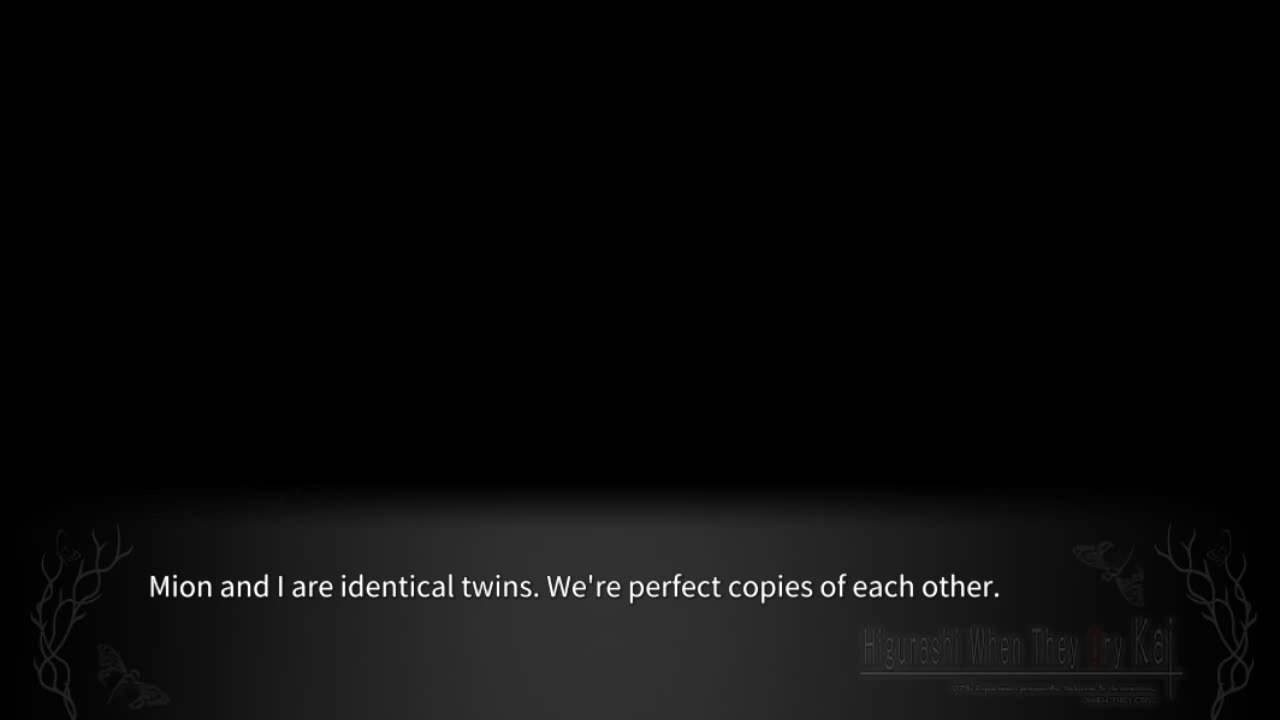 Mion and I are identical twins. We're perfect copies of each other.
Higurashi When They Cry Kai